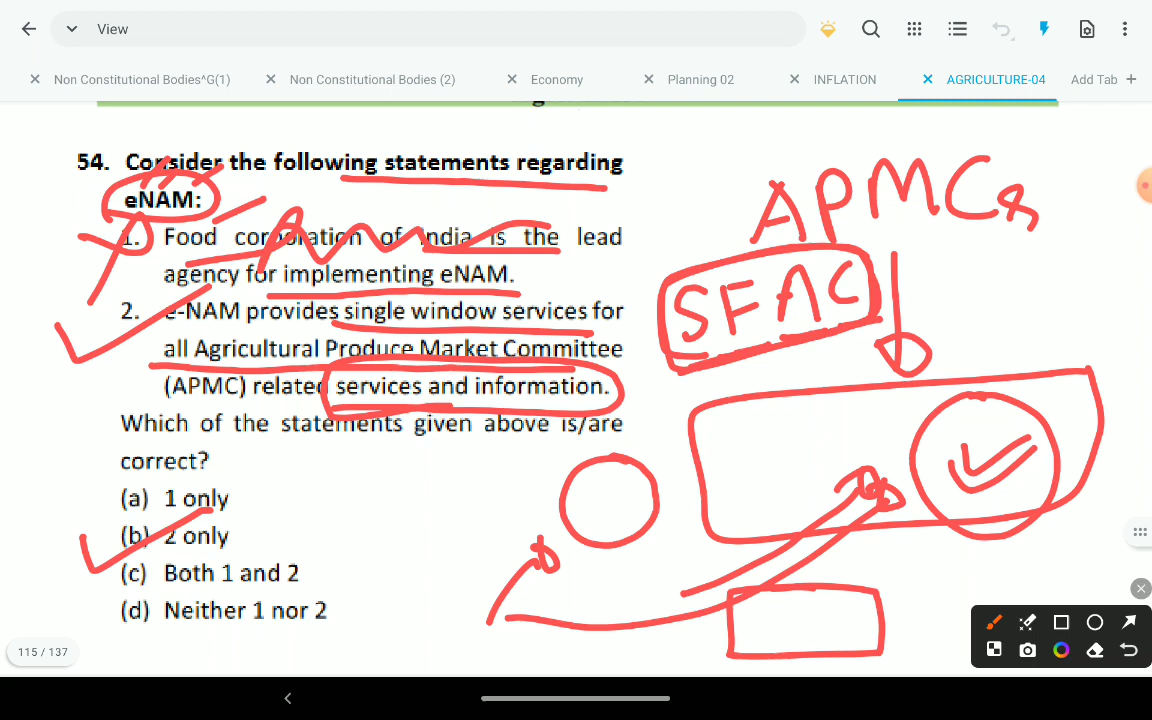 View
Non Constitutional Bodies^G(1)
Non Constitutional Bodies (2)
Economy
Planning 02
INFLATION
AGRICULTURE-04
Add Tab
54. Consider the following statements regarding
eNAM:
1. Food corporation of India is the lead
agency for implementing eNAM.
2. e-NAM provides single window services for
all Agricultural Produce Market Committee
(APMC) related services and information.
Which of the statements given above is/are
correct?
(a) 1 only
(b) 2 only
(c) Both 1 and 2
(d) Neither 1 nor 2
APMCs
SFAC
115 / 137